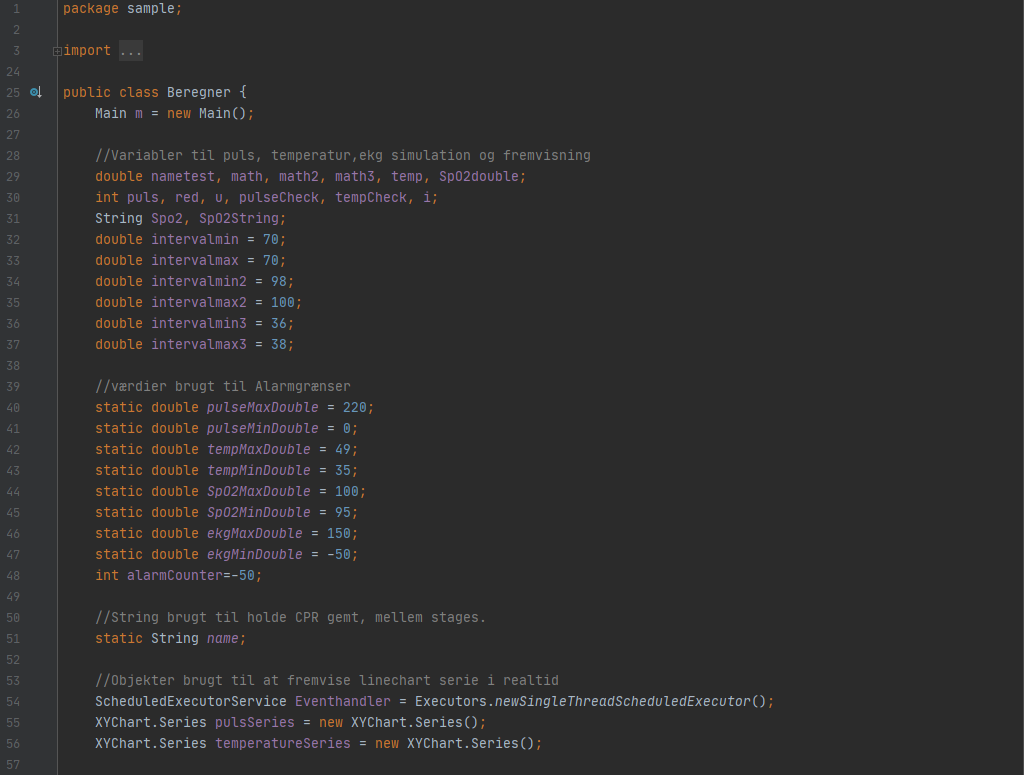 1 package sample;
2
3 import ...
24
25 public class Beregner {
26 Main m = new Main();
27
28 //Variabler til puls, temperatur,ekg simulation og fremvisning
29 double nametest, math, math2, math3, temp, SpO2double;
30 int puls, red, u, pulseCheck, tempCheck, i;
31 String Spo2, SpO2String;
32 double intervalmin = 70;
33 double intervalmax = 70;
34 double intervalmin2 = 98;
35 double intervalmax2 = 100;
36 double intervalmin3 = 36;
37 double intervalmax3 = 38;
38
39 //værdier brugt til Alarmgrænser
40 static double pulseMaxDouble = 220;
41 static double pulseMinDouble = 0;
42 static double tempMaxDouble = 49;
43 static double tempMinDouble = 35;
44 static double SpO2MaxDouble = 100;
45 static double SpO2MinDouble = 95;
46 static double ekgMaxDouble = 150;
47 static double ekgMinDouble = -50;
48 int alarmCounter=-50;
49
50 //String brugt til holde CPR gemt, mellem stages.
51 static String name;
52
53 //Objekter brugt til at fremvise linechart serie i realtid
54 ScheduledExecutorService Eventhandler = Executors.newSingleThreadScheduledExecutor();
55 XYChart.Series pulsSeries = new XYChart.Series();
56 XYChart.Series temperatureSeries = new XYChart.Series();
57